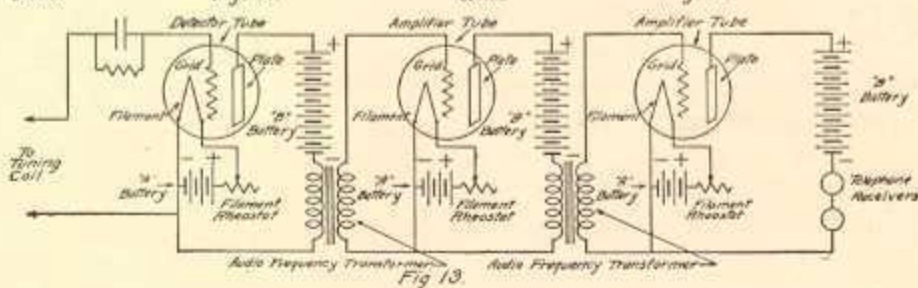 Detector Tube
Amplifier Tube
Amplifier Tube
Grid
Plate
Grid
Plate
Grid
Plate
Filament
"B"
Battery
Filament
"B"
Battery
Filament
"B"
Battery
To
Tuning
Coil
"A"
Battery
Filament
Rheostat
"A"
Battery
Filament
Rheostat
"A"
Battery
Filament
Rheostat
Telephone
Receivers
Audio Frequency Transformer
Audio Frequency Transformer
Fig 13.